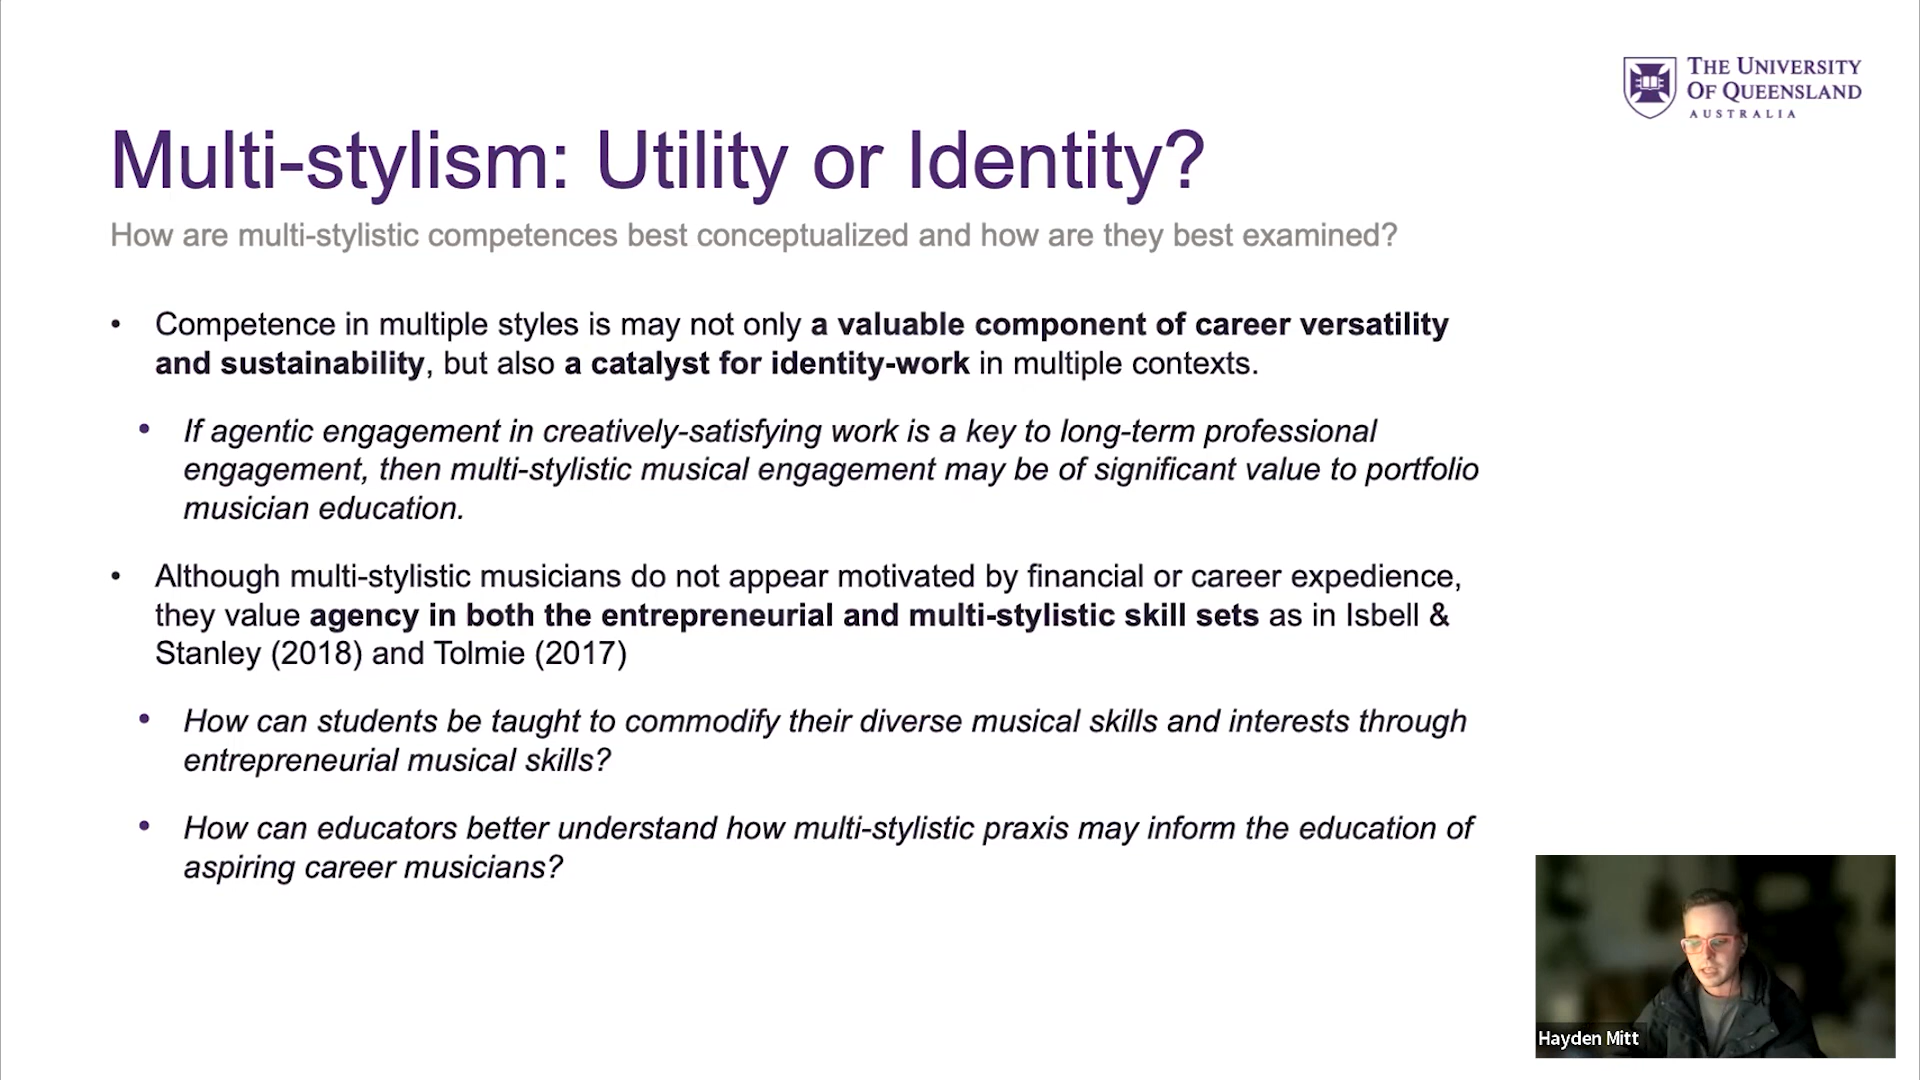 THE UNIVERSITY
OF QUEENSLAND
AUSTRALIA
Multi-stylism: Utility or Identity?
How are multi-stylistic competences best conceptualized and how are they best examined?
• Competence in multiple styles is may not only a valuable component of career versatility
and sustainability, but also a catalyst for identity-work in multiple contexts.
• If agentic engagement in creatively-satisfying work is a key to long-term professional
engagement, then multi-stylistic musical engagement may be of significant value to portfolio
musician education.
• Although multi-stylistic musicians do not appear motivated by financial or career expedience,
they value agency in both the entrepreneurial and multi-stylistic skill sets as in Isbell &
Stanley (2018) and Tolmie (2017)
• How can students be taught to commodify their diverse musical skills and interests through
entrepreneurial musical skills?
• How can educators better understand how multi-stylistic praxis may inform the education of
aspiring career musicians?
Hayden Mitt